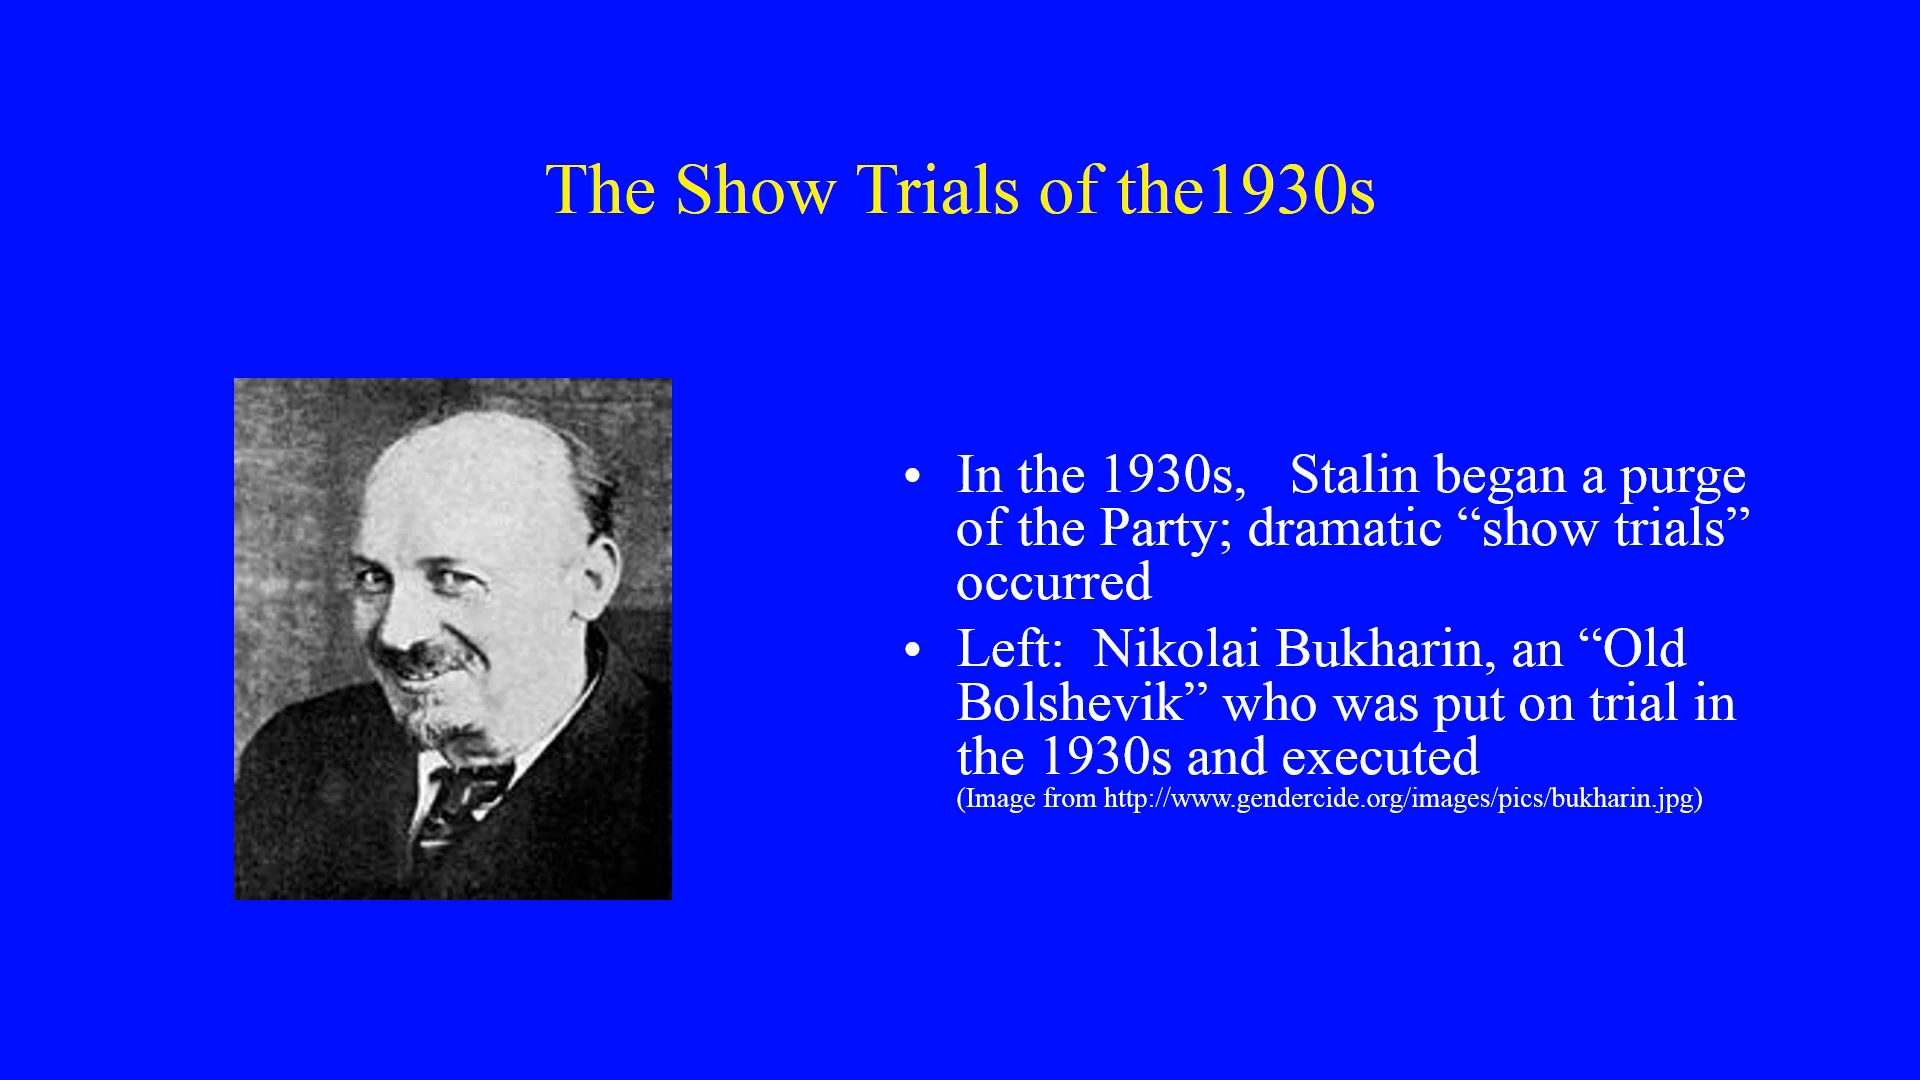 The Show Trials of the1930s
• In the 1930s,   Stalin began a purge
of the Party; dramatic “show trials”
occurred
• Left:  Nikolai Bukharin, an “Old
Bolshevik” who was put on trial in
the 1930s and executed
(Image from http://www.gendercide.org/images/pics/bukharin.jpg)